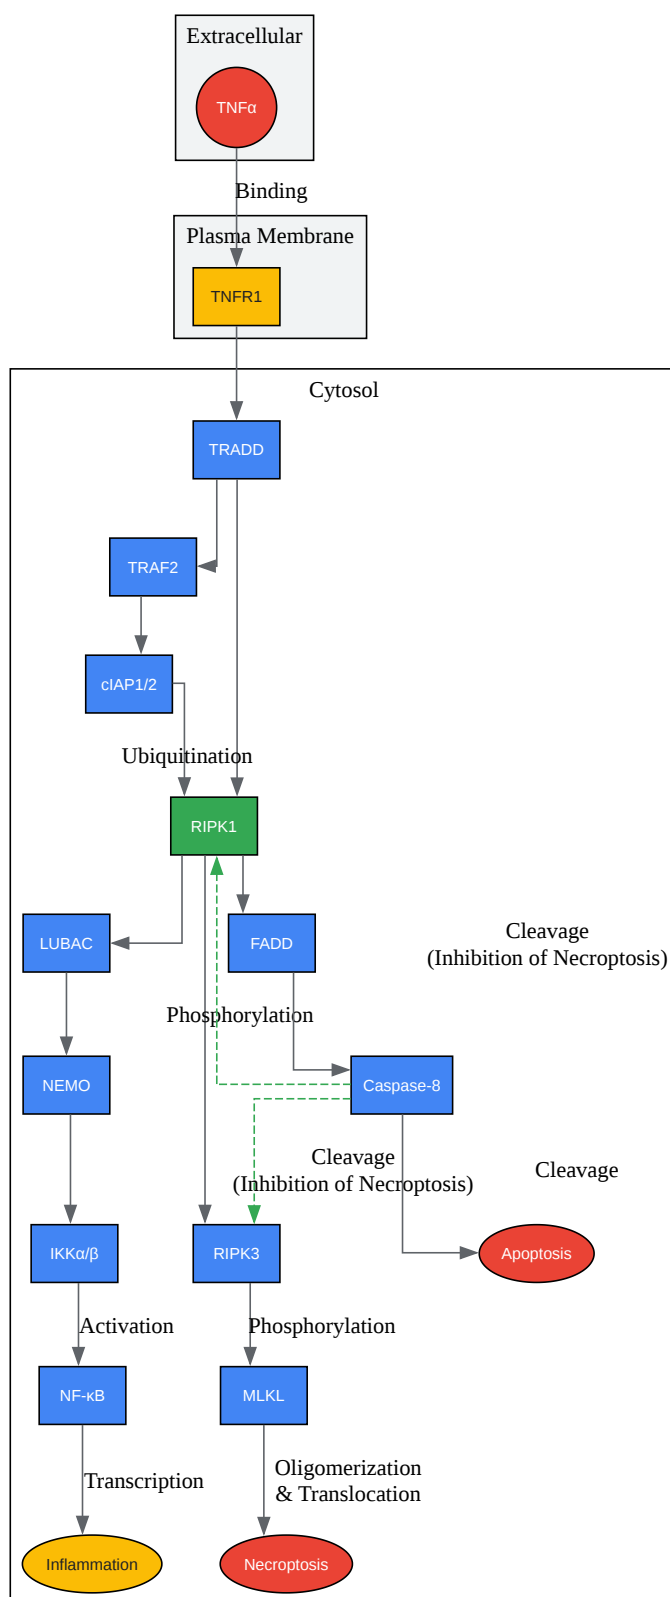 Extracellular
TNFα
Binding
Plasma Membrane
TNFR1
Cytosol
TRADD
TRAF2
cIAP1/2
Ubiquitination
RIPK1
LUBAC
FADD
Cleavage
(Inhibition of Necroptosis)
Phosphorylation
NEMO
Caspase-8
Cleavage
(Inhibition of Necroptosis)
Cleavage
IKKα/β
RIPK3
Apoptosis
Activation
Phosphorylation
NF-κB
MLKL
Transcription
Oligomerization
& Translocation
Inflammation
Necroptosis